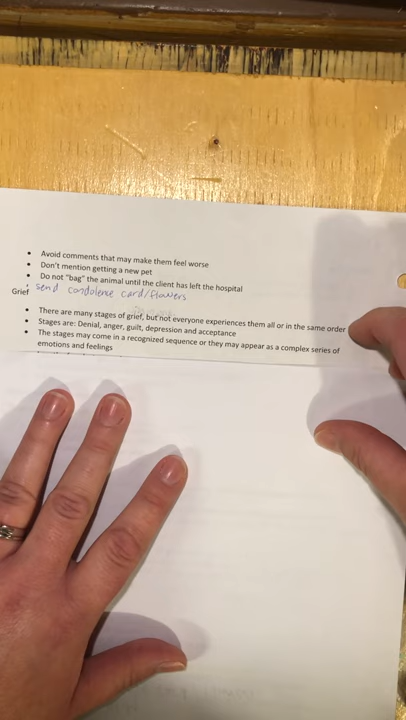 • Avoid comments that may make them feel worse
• Don't mention getting a new pet
• Do not "bag" the animal until the client has left the hospital
• send condolence card/flowers
Grief
• There are many stages of grief, but not everyone experiences them all or in the same order
• Stages are: Denial, anger, guilt, depression and acceptance
• The stages may come in a recognized sequence or they may appear as a complex series of
emotions and feelings